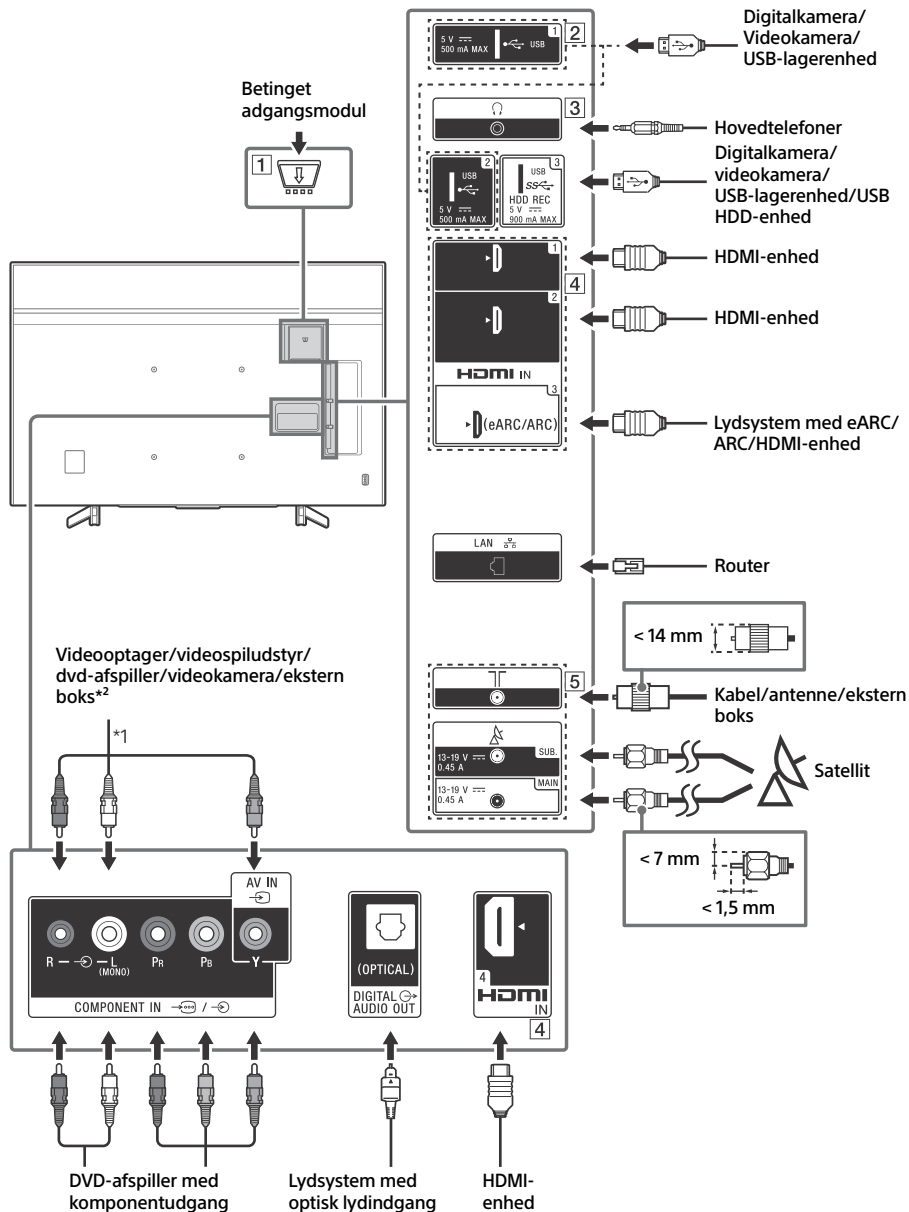 Digitalkamera/
Videokamera/
USB-lagerenhed
5 V
500 mA MAX
USB
1
2
Betinget
adgangsmodul
1
3
Hovedtelefoner
Digitalkamera/
videokamera/
USB-lagerenhed/USB
HDD-enhed
2
USB
5 V
500 mA MAX
3
USB
SS
HDD REC
5 V
900 mA MAX
1
HDMI-enhed
4
2
HDMI-enhed
HDMI IN
3
(eARC/ARC)
Lydsystem med eARC/
ARC/HDMI-enhed
LAN
Router
< 14 mm
5
Kabel/antenne/ekstern
boks
13-19 V
0.45 A
SUB.
13-19 V
0.45 A
MAIN
Satellit
< 7 mm
< 1,5 mm
Videooptager/videospiludstyr/
dvd-afspiller/videokamera/ekstern
boks*2
*1
AV IN
R
L
(MONO)
PR
PB
Y
COMPONENT IN
/
(OPTICAL)
DIGITAL
AUDIO OUT
4
HDMI
IN
4
DVD-afspiller med
komponentudgang
Lydsystem med
optisk lydindgang
HDMI-
enhed